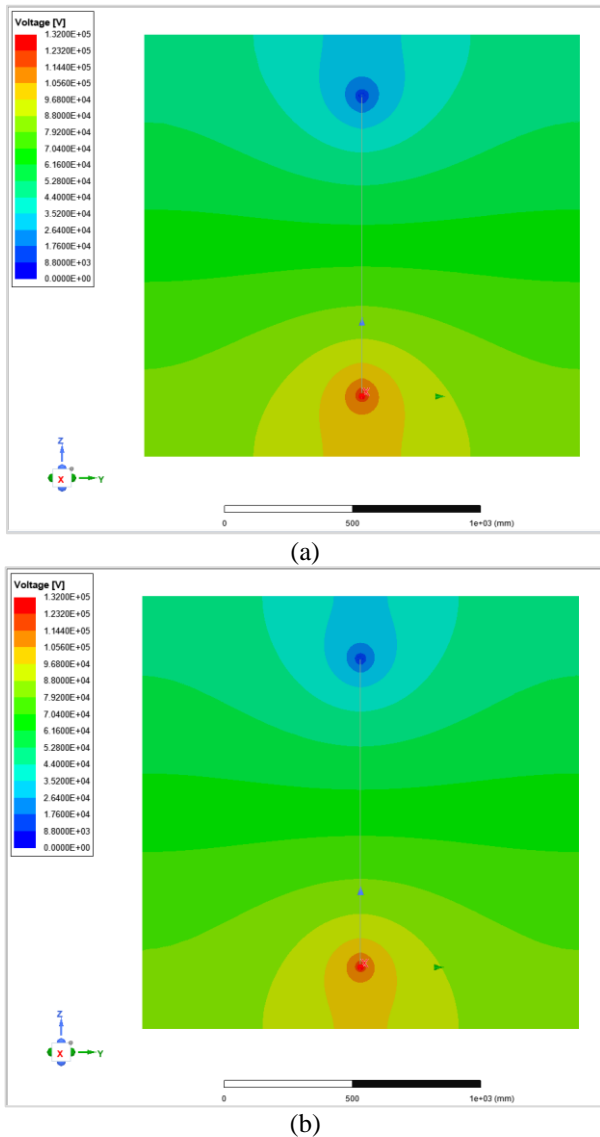 Voltage [V]
1.3200E+05
1.2320E+05
1.1440E+05
1.0560E+05
9.6800E+04
8.8000E+04
7.9200E+04
7.0400E+04
6.1600E+04
5.2800E+04
4.4000E+04
3.5200E+04
2.6400E+04
1.7600E+04
8.8000E+03
0.0000E+00
Z
X
Y
0 500 1e+03 (mm)
(a)
Voltage [V]
1.3200E+05
1.2320E+05
1.1440E+05
1.0560E+05
9.6800E+04
8.8000E+04
7.9200E+04
7.0400E+04
6.1600E+04
5.2800E+04
4.4000E+04
3.5200E+04
2.6400E+04
1.7600E+04
8.8000E+03
0.0000E+00
Z
X
Y
0 500 1e+03 (mm)
(b)